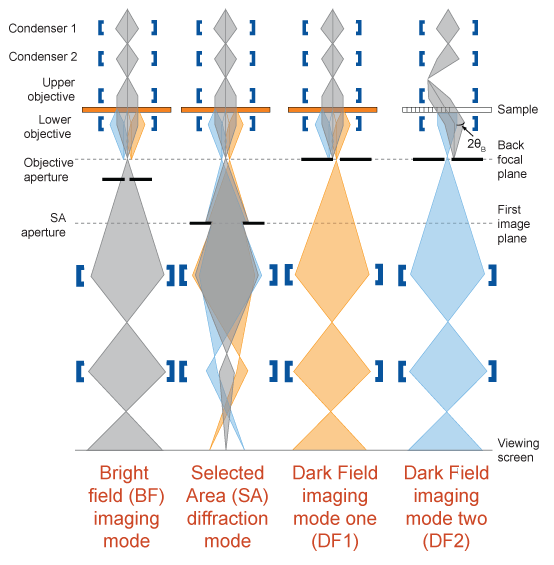 Condenser 1
Condenser 2
Upper
objective
Lower
objective
Objective
aperture
SA
aperture
Sample
2θB
Back
focal
plane
First
image
plane
Viewing
screen
Bright
field (BF)
imaging
mode
Selected
Area (SA)
diffraction
mode
Dark Field
imaging
mode one
(DF1)
Dark Field
imaging
mode two
(DF2)